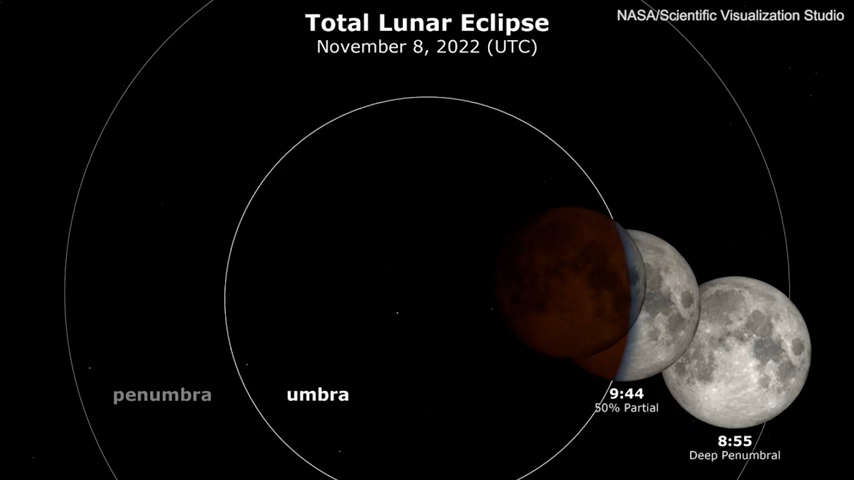 Total Lunar Eclipse
November 8, 2022 (UTC)
NASA/Scientific Visualization Studio
penumbra
umbra
9:44
50% Partial
8:55
Deep Penumbral